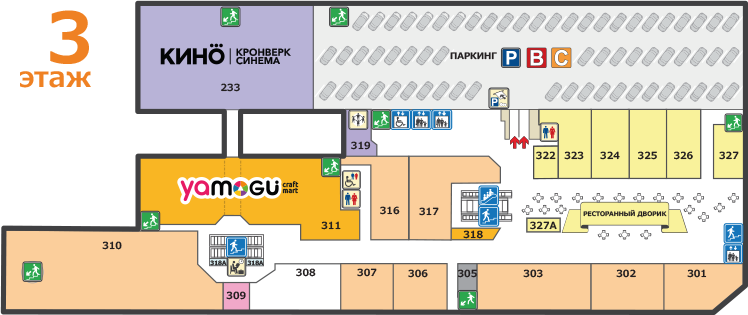 3
этаж
КИНÖ
КРОНВЕРК
СИНЕМА
233
ПАРКИНГ
P
B
C
P
319
322
323
324
325
326
327
yamogu
craft
mart
311
316
317
318
РЕСТОРАННЫЙ ДВОРИК
327А
310
318А
318А
309
308
307
306
305
303
302
301